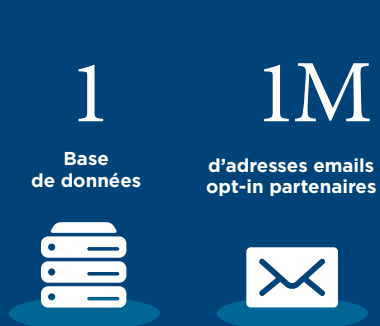 1
Base
de données
1M
d'adresses emails
opt-in partenaires